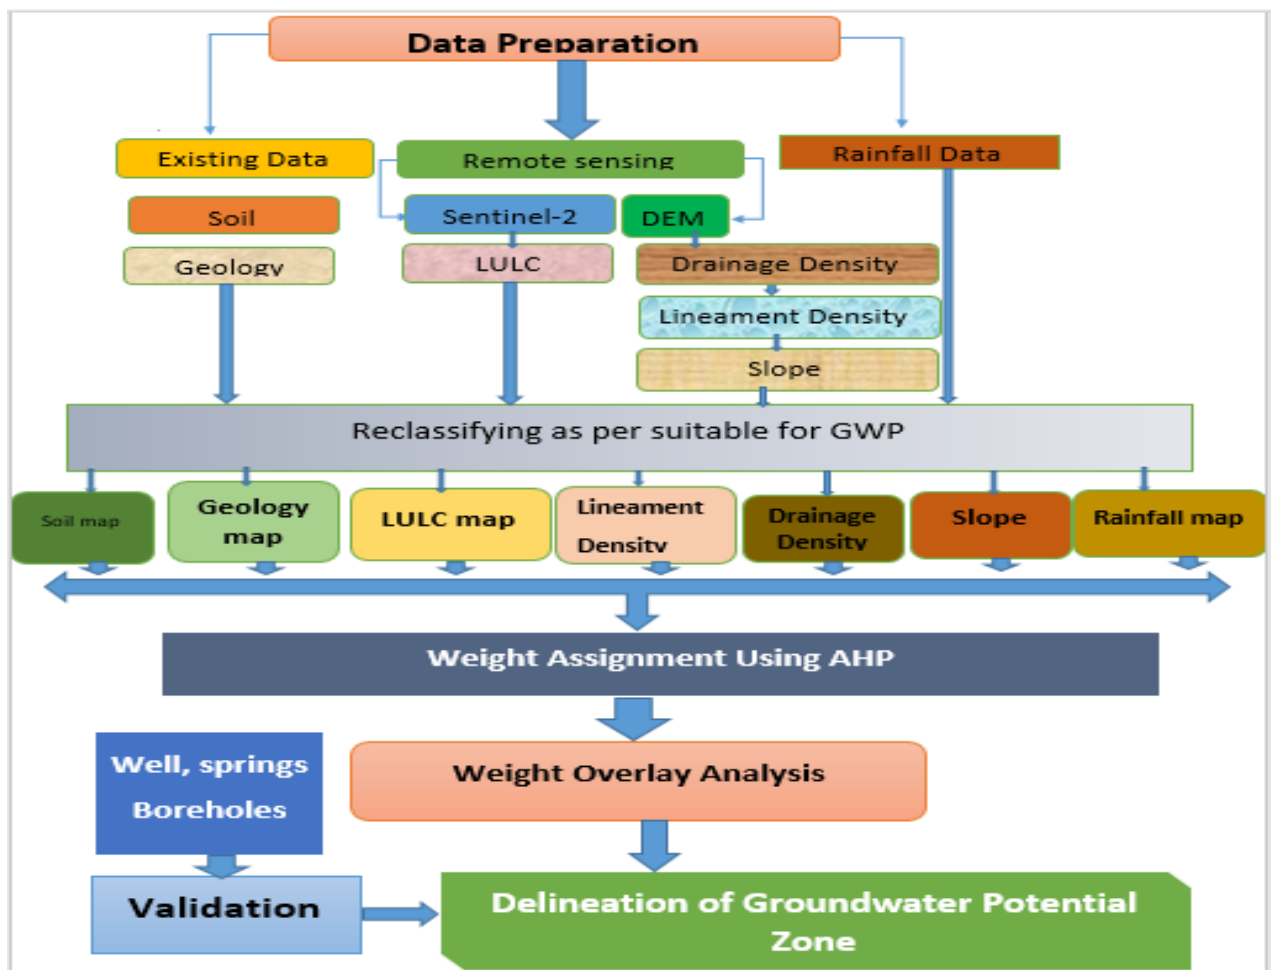 Data Preparation
Existing Data
Remote sensing
Rainfall Data
Soil
Sentinel-2
DEM
Geology
LULC
Drainage Density
Lineament Density
Slope
Reclassifying as per suitable for GWP
Soil map
Geology
map
LULC map
Lineament
Density
Drainage
Density
Slope
Rainfall map
Weight Assignment Using AHP
Well, springs
Boreholes
Weight Overlay Analysis
Validation
Delineation of Groundwater Potential
Zone